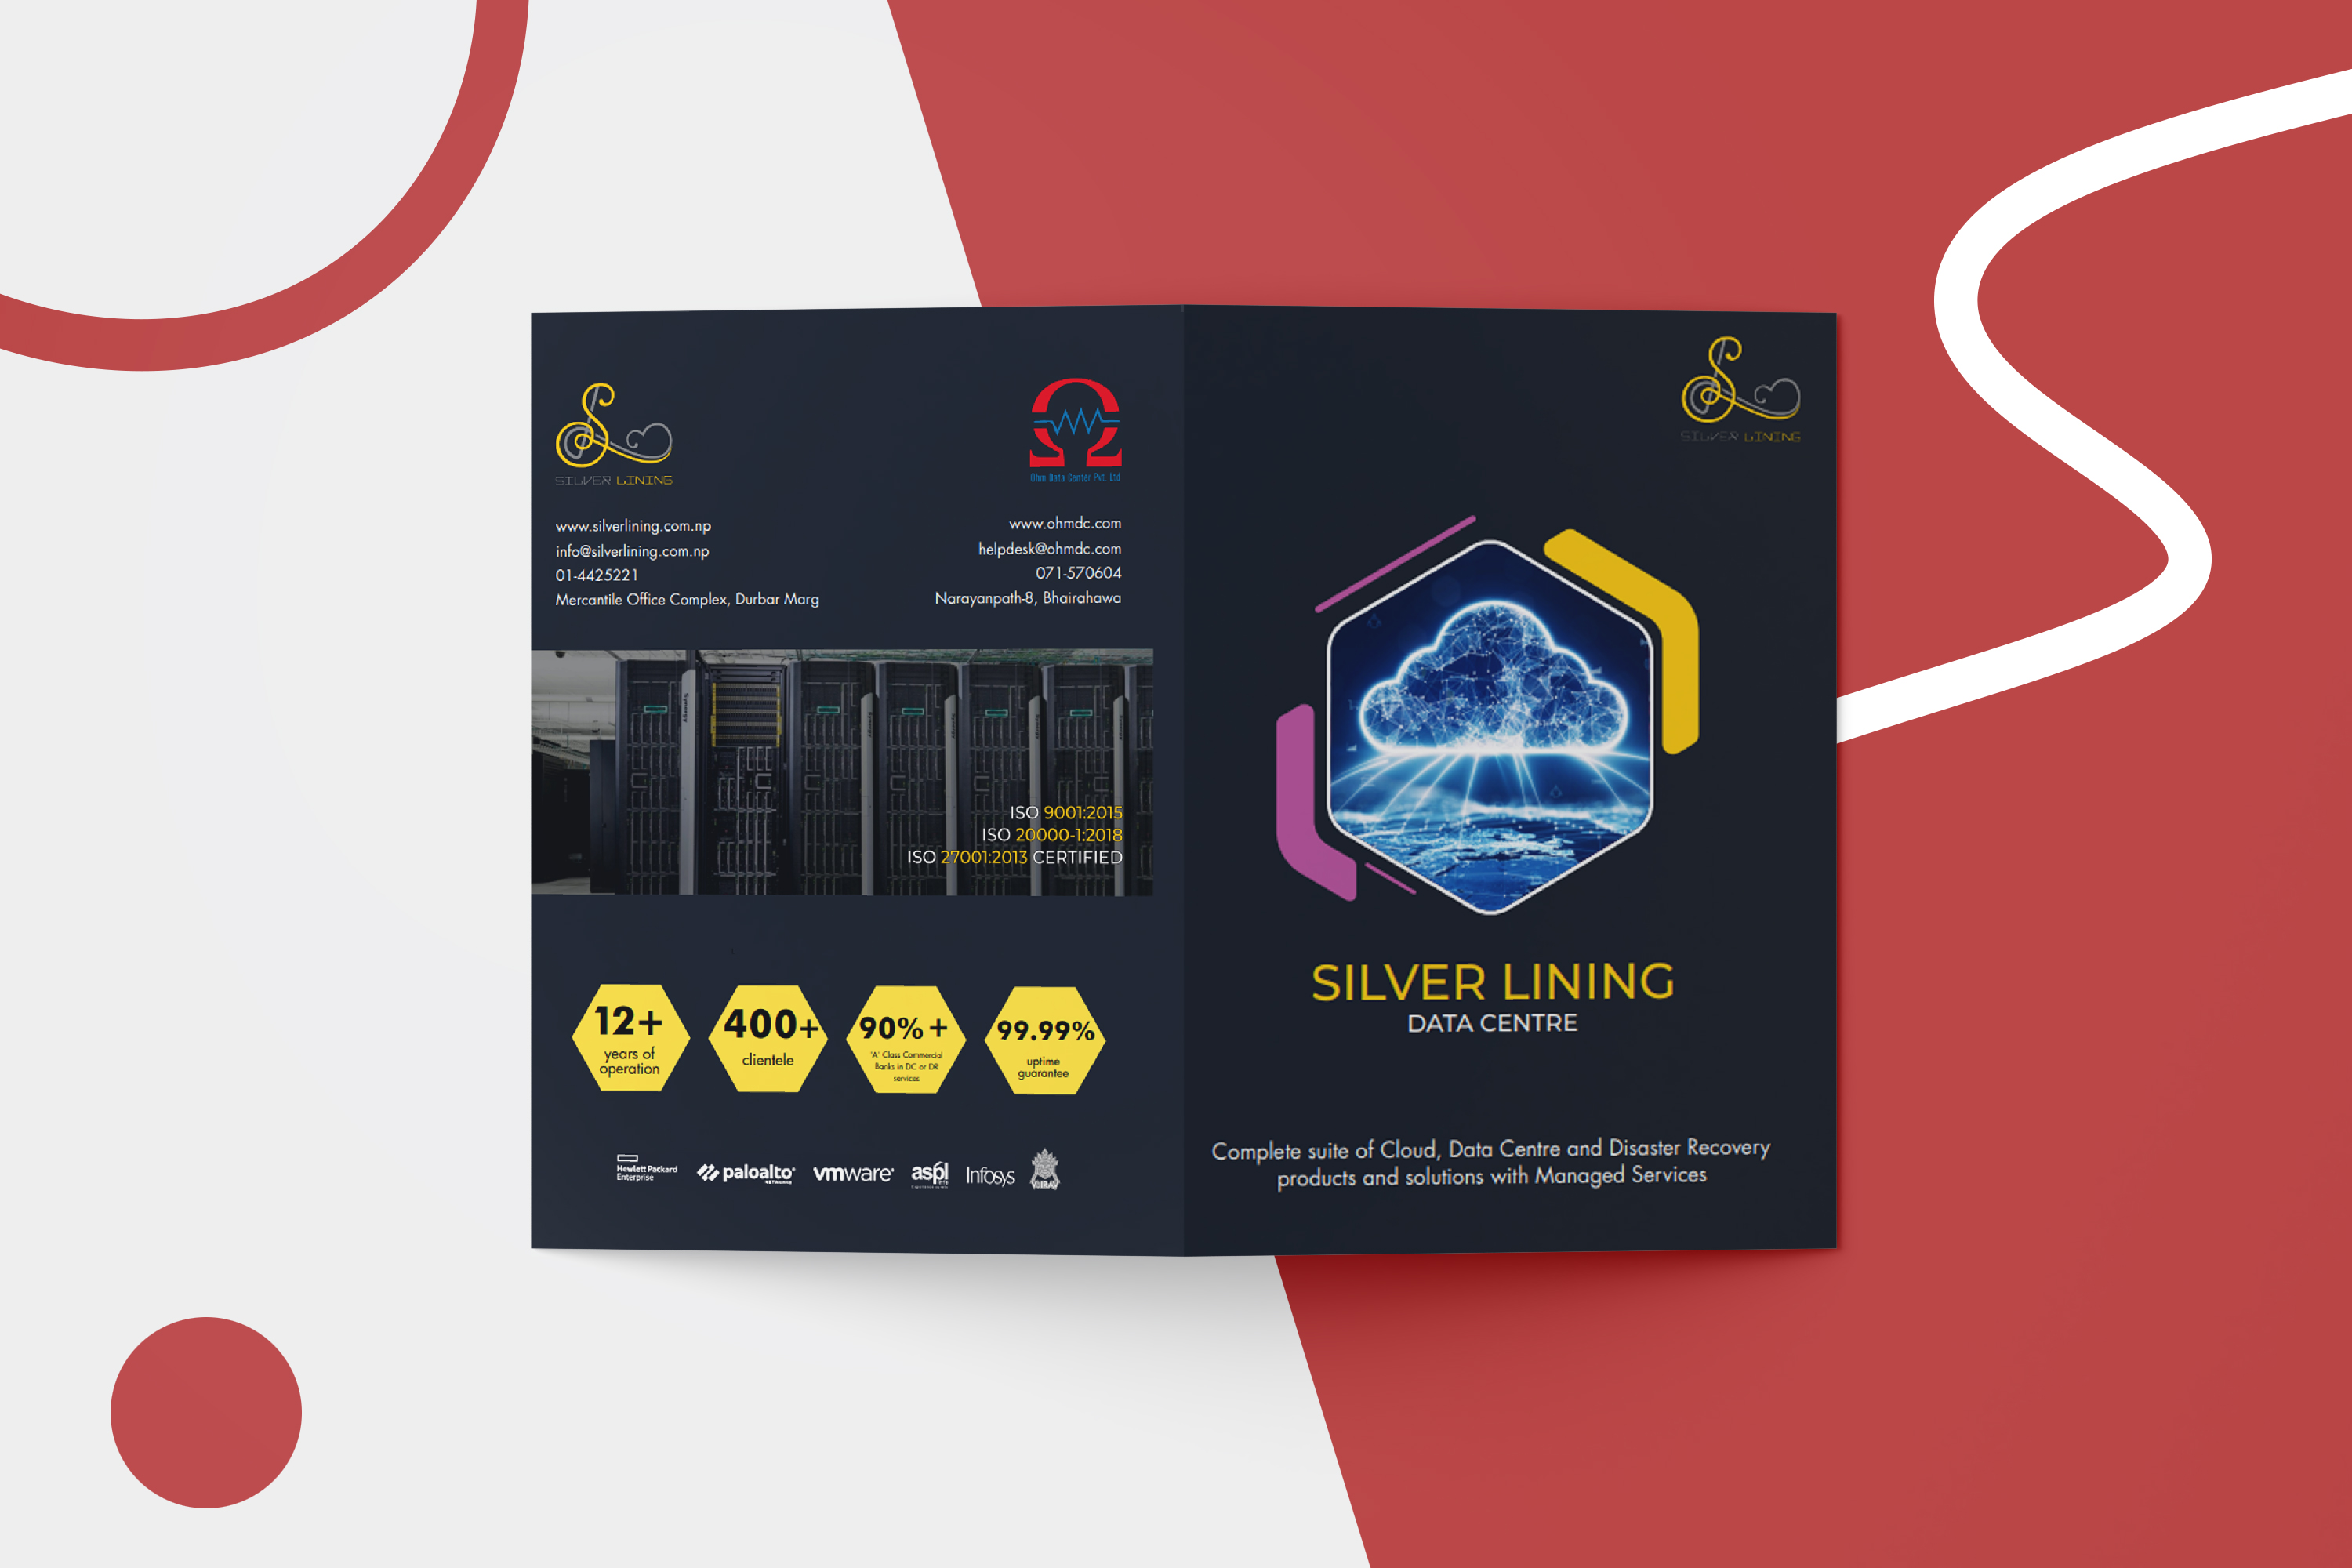 SILVER LINING
www.silverlining.com.np
info@silverlining.com.np
01-4425221
Mercantile Office Complex, Durbar Marg
Ohm Data Center Pvt. Ltd
www.ohmdc.com
helpdesk@ohmdc.com
071-570604
Narayanpath-8, Bhairahawa
ISO 9001:2015
ISO 20000-1:2018
ISO 27001:2013 CERTIFIED
12+
years of
operation
400+
clientele
90% +
'A' Class Commercial
Banks in DC or DR
services
99.99%
uptime
guarantee
Hewlett Packard
Enterprise
paloalto
NETWORKS
vmware
aspl
Infosys
SILVER LINING
SILVER LINING
DATA CENTRE
Complete suite of Cloud, Data Centre and Disaster Recovery
products and solutions with Managed Services